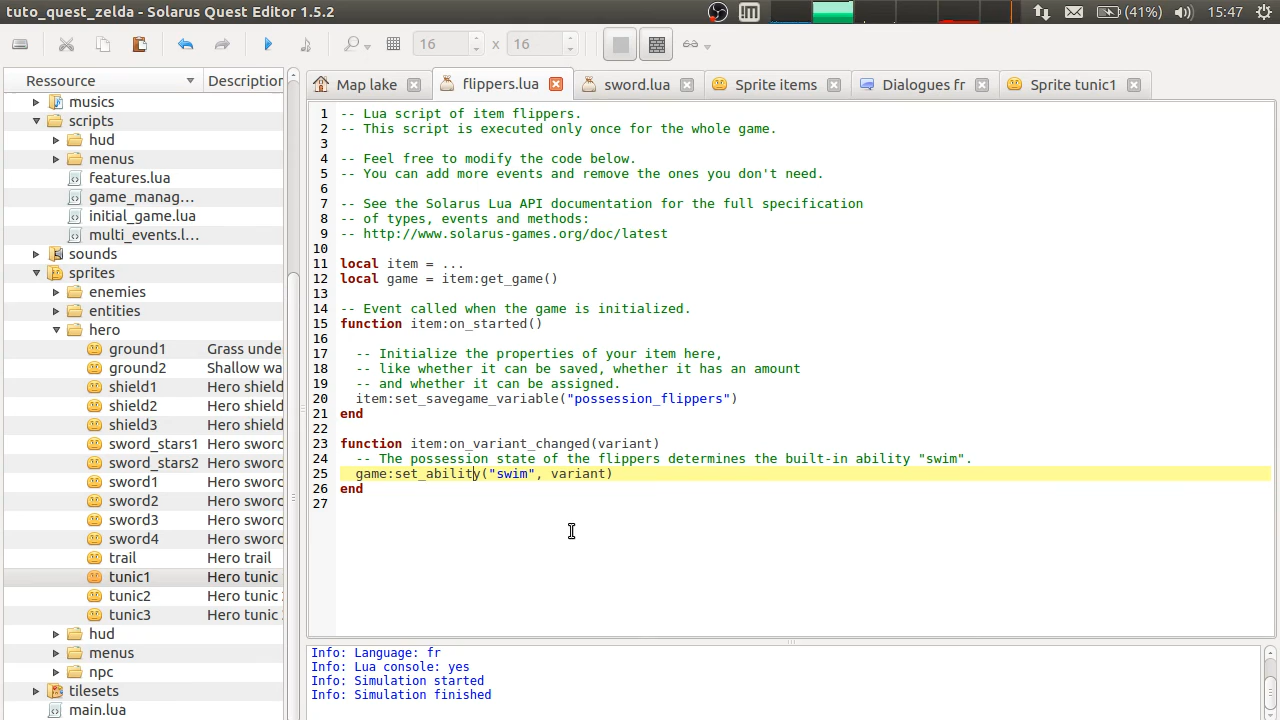 tuto_quest_zelda - Solarus Quest Editor 1.5.2
(41%)
15:47
16 x 16
Ressource
Description
musics
scripts
hud
menus
features.lua
game_manag...
initial_game.lua
multi_events.l...
sounds
sprites
enemies
entities
hero
ground1 Grass unde
ground2 Shallow wa
shield1 Hero shield
shield2 Hero shield
shield3 Hero shield
sword_stars1 Hero sword
sword_stars2 Hero sword
sword1 Hero sword
sword2 Hero sword
sword3 Hero sword
sword4 Hero sword
trail Hero trail
tunic1 Hero tunic
tunic2 Hero tunic
tunic3 Hero tunic
hud
menus
npc
tilesets
main.lua
Map lake
flippers.lua
sword.lua
Sprite items
Dialogues fr
Sprite tunic1
1 -- Lua script of item flippers.
2 -- This script is executed only once for the whole game.
3
4 -- Feel free to modify the code below.
5 -- You can add more events and remove the ones you don't need.
6
7 -- See the Solarus Lua API documentation for the full specification
8 -- of types, events and methods:
9 -- http://www.solarus-games.org/doc/latest
10
11 local item = ...
12 local game = item:get_game()
13
14 -- Event called when the game is initialized.
15 function item:on_started()
16
17 -- Initialize the properties of your item here,
18 -- like whether it can be saved, whether it has an amount
19 -- and whether it can be assigned.
20 item:set_savegame_variable("possession_flippers")
21 end
22
23 function item:on_variant_changed(variant)
24 -- The possession state of the flippers determines the built-in ability "swim".
25 game:set_ability("swim", variant)
26 end
27
Info: Language: fr
Info: Lua console: yes
Info: Simulation started
Info: Simulation finished